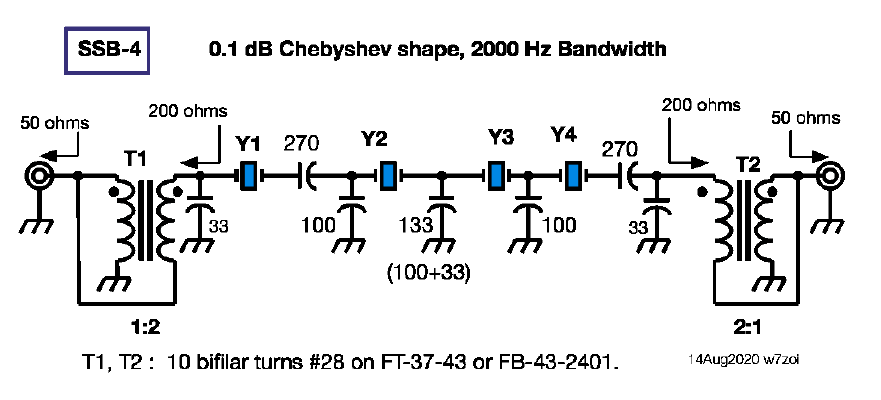 SSB-4
0.1 dB Chebyshev shape, 2000 Hz Bandwidth
50 ohms
200 ohms
200 ohms
50 ohms
T1
Y1
270
Y2
Y3
Y4
270
T2
33
100
133
100
33
(100+33)
1:2
2:1
T1, T2 : 10 bifilar turns #28 on FT-37-43 or FB-43-2401.
14Aug2020 w7zoi